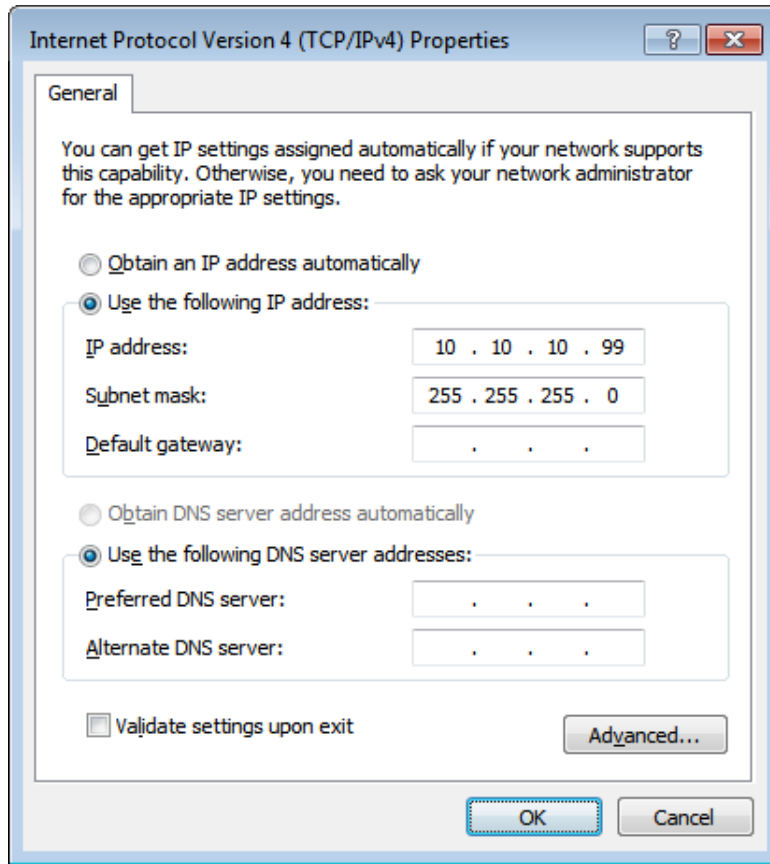 Internet Protocol Version 4 (TCP/IPv4) Properties
General
You can get IP settings assigned automatically if your network supports
this capability. Otherwise, you need to ask your network administrator
for the appropriate IP settings.
Obtain an IP address automatically
Use the following IP address:
IP address: 10 . 10 . 10 . 99
Subnet mask: 255 . 255 . 255 . 0
Default gateway: . . .
Obtain DNS server address automatically
Use the following DNS server addresses:
Preferred DNS server: . . .
Alternate DNS server: . . .
Validate settings upon exit
Advanced...
OK Cancel